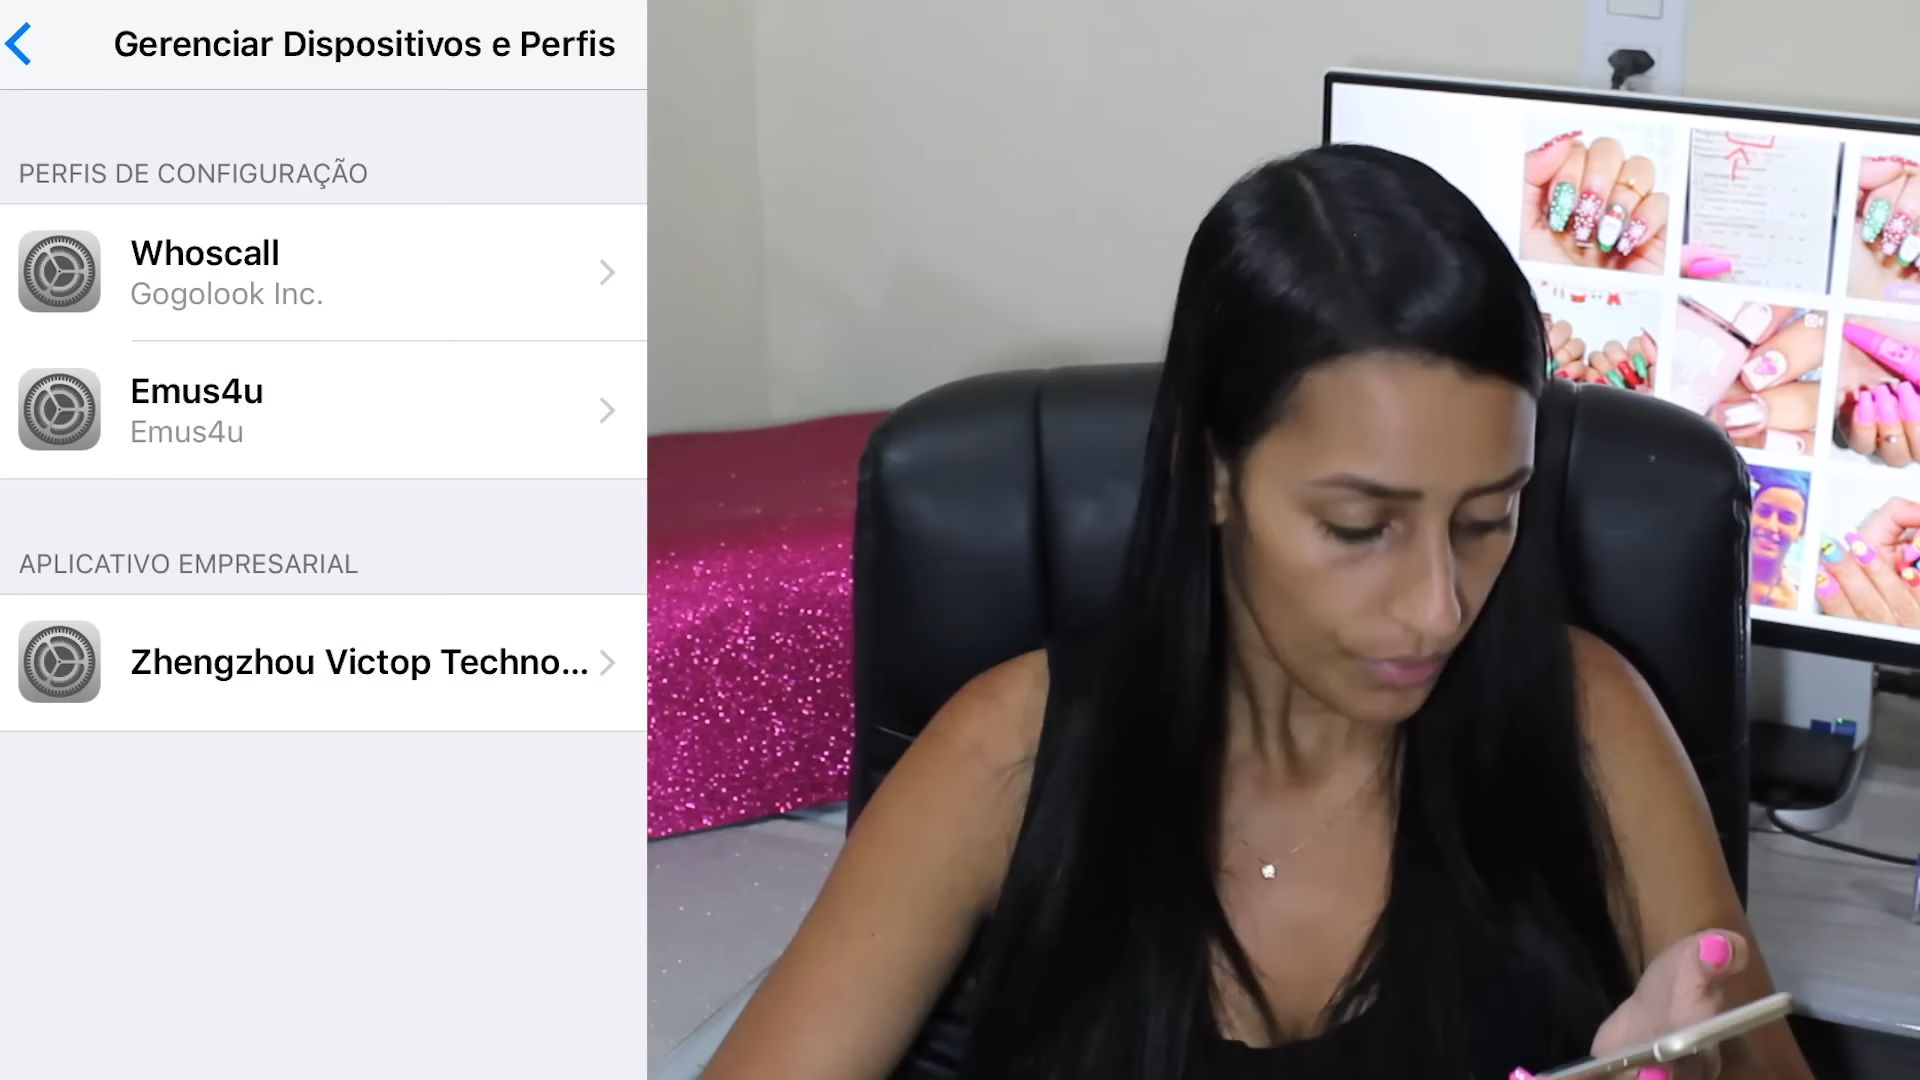 Gerenciar Dispositivos e Perfis
PERFIS DE CONFIGURAÇÃO
Whoscall
Gogolook Inc.
Emus4u
Emus4u
APLICATIVO EMPRESARIAL
Zhengzhou Victop Techno...